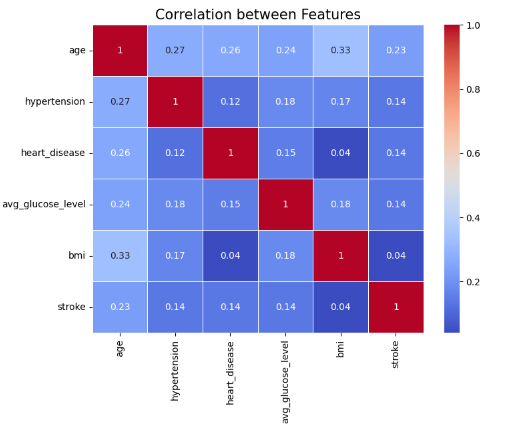 Correlation between Features
age 1 0.27 0.26 0.24 0.33 0.23
hypertension 0.27 1 0.12 0.18 0.17 0.14
heart_disease 0.26 0.12 1 0.15 0.04 0.14
avg_glucose_level 0.24 0.18 0.15 1 0.18 0.14
bmi 0.33 0.17 0.04 0.18 1 0.04
stroke 0.23 0.14 0.14 0.14 0.04 1
age
hypertension
heart_disease
avg_glucose_level
bmi
stroke
1.0
0.8
0.6
0.4
0.2